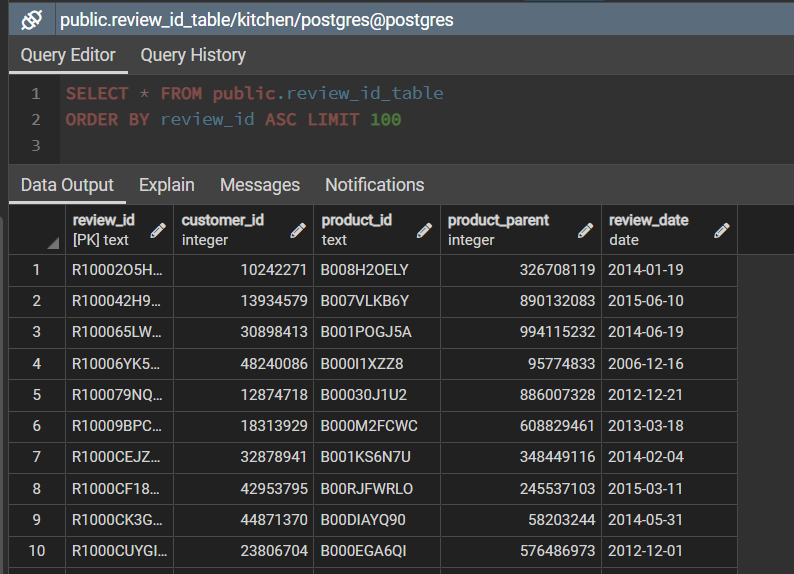 public.review_id_table/kitchen/postgres@postgres
Query Editor Query History
1 SELECT * FROM public.review_id_table
2 ORDER BY review_id ASC LIMIT 100
3
Data Output Explain Messages Notifications
review_id customer_id product_id product_parent review_date
[PK] text integer text integer date
1 R10002O5H... 10242271 B008H2OELY 326708119 2014-01-19
2 R100042H9... 13934579 B007VLKB6Y 890132083 2015-06-10
3 R100065LW... 30898413 B001POGJ5A 994115232 2014-06-19
4 R10006YK5... 48240086 B000I1XZZ8 95774833 2006-12-16
5 R100079NQ... 12874718 B00030J1U2 886007328 2012-12-21
6 R10009BPC... 18313929 B000M2FCWC 608829461 2013-03-18
7 R1000CEJZ... 32878941 B001KS6N7U 348449116 2014-02-04
8 R1000CF18... 42953795 B00RJFWRLO 245537103 2015-03-11
9 R1000CK3G... 44871370 B00DIAYQ90 58203244 2014-05-31
10 R1000CUYGI... 23806704 B000EGA6QI 576486973 2012-12-01